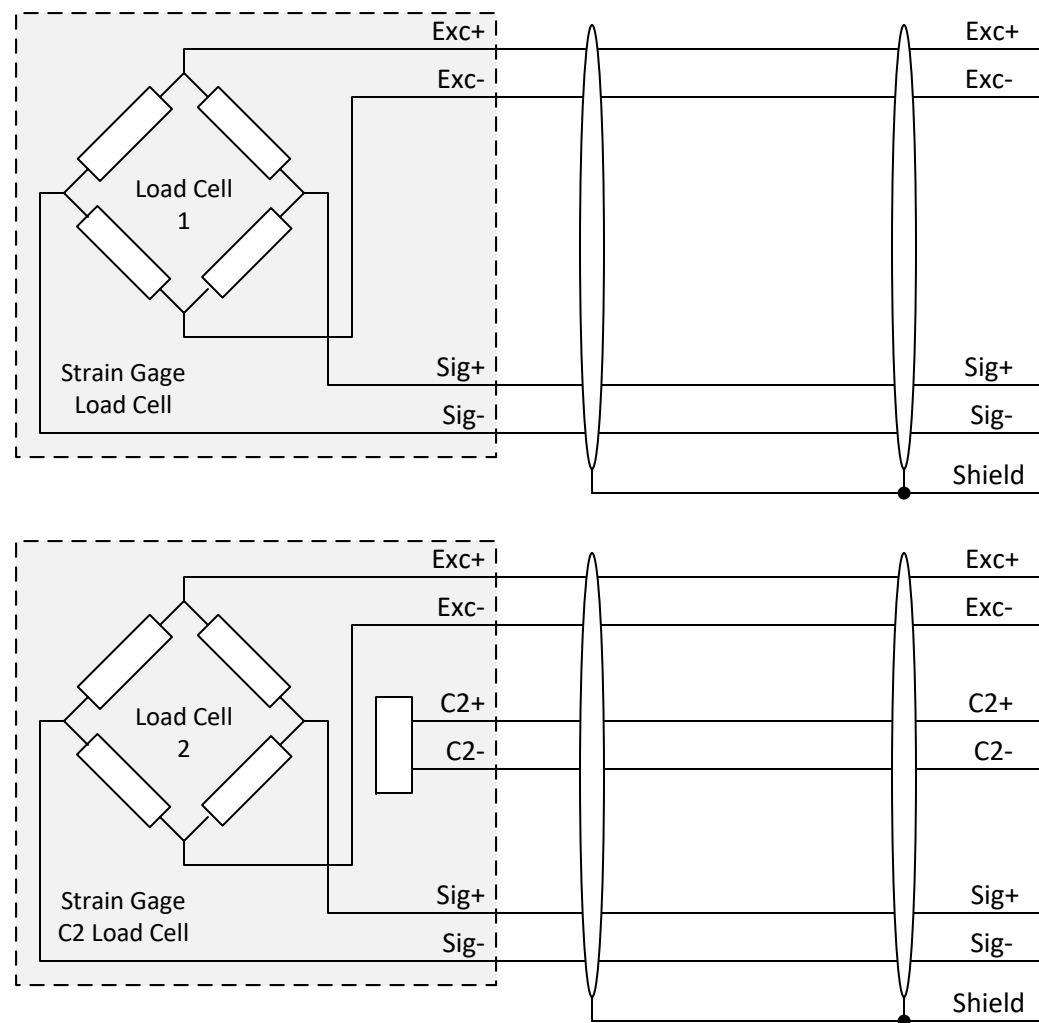 Exc+ Exc+
Exc- Exc-
Load Cell
1
Sig+ Sig+
Strain Gage
Load Cell
Sig- Sig-
Shield
Exc+ Exc+
Exc- Exc-
C2+ C2+
Load Cell
2
C2- C2-
Sig+ Sig+
Strain Gage
C2 Load Cell
Sig- Sig-
Shield